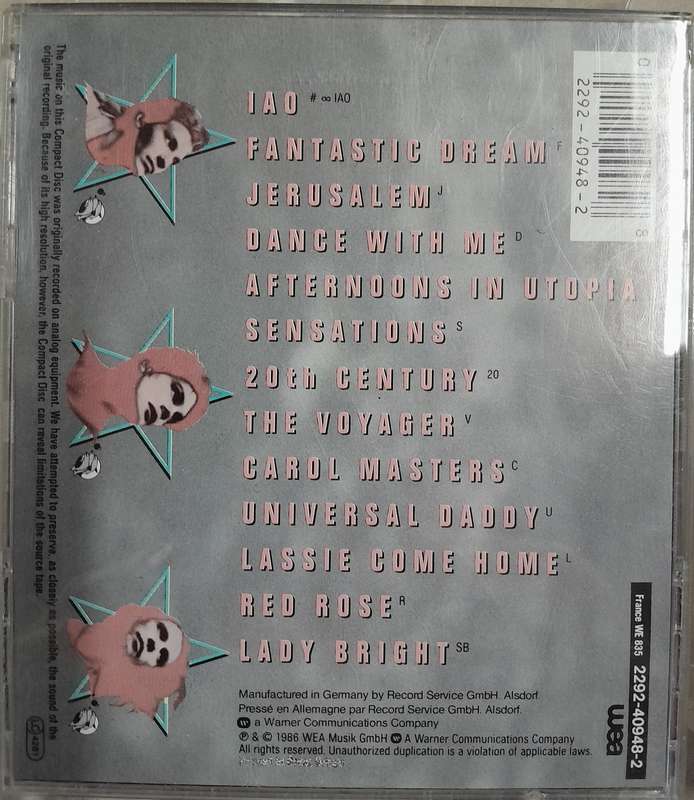 IAO # ∞ IAO
FANTASTIC DREAM F
JERUSALEM J
DANCE WITH ME D
AFTERNOONS IN UTOPIA
SENSATIONS S
20th CENTURY 20
THE VOYAGER V
CAROL MASTERS C
UNIVERSAL DADDY U
LASSIE COME HOME L
RED ROSE R
LADY BRIGHT SB
Manufactured in Germany by Record Service GmbH. Alsdorf.
Pressé en Allemagne par Record Service GmbH. Alsdorf.
a Warner Communications Company
℗ & © 1986 WEA Musik GmbH A Warner Communications Company
All rights reserved. Unauthorized duplication is a violation of applicable laws.
0
2292-40948-2
France WE 835 2292-40948-2
wea
The music on this Compact Disc was originally recorded on analog equipment. We have attempted to preserve, as closely as possible, the sound of the
original recording. Because of its high resolution, however, the Compact Disc can reveal limitations of the source tape.
LC 4281